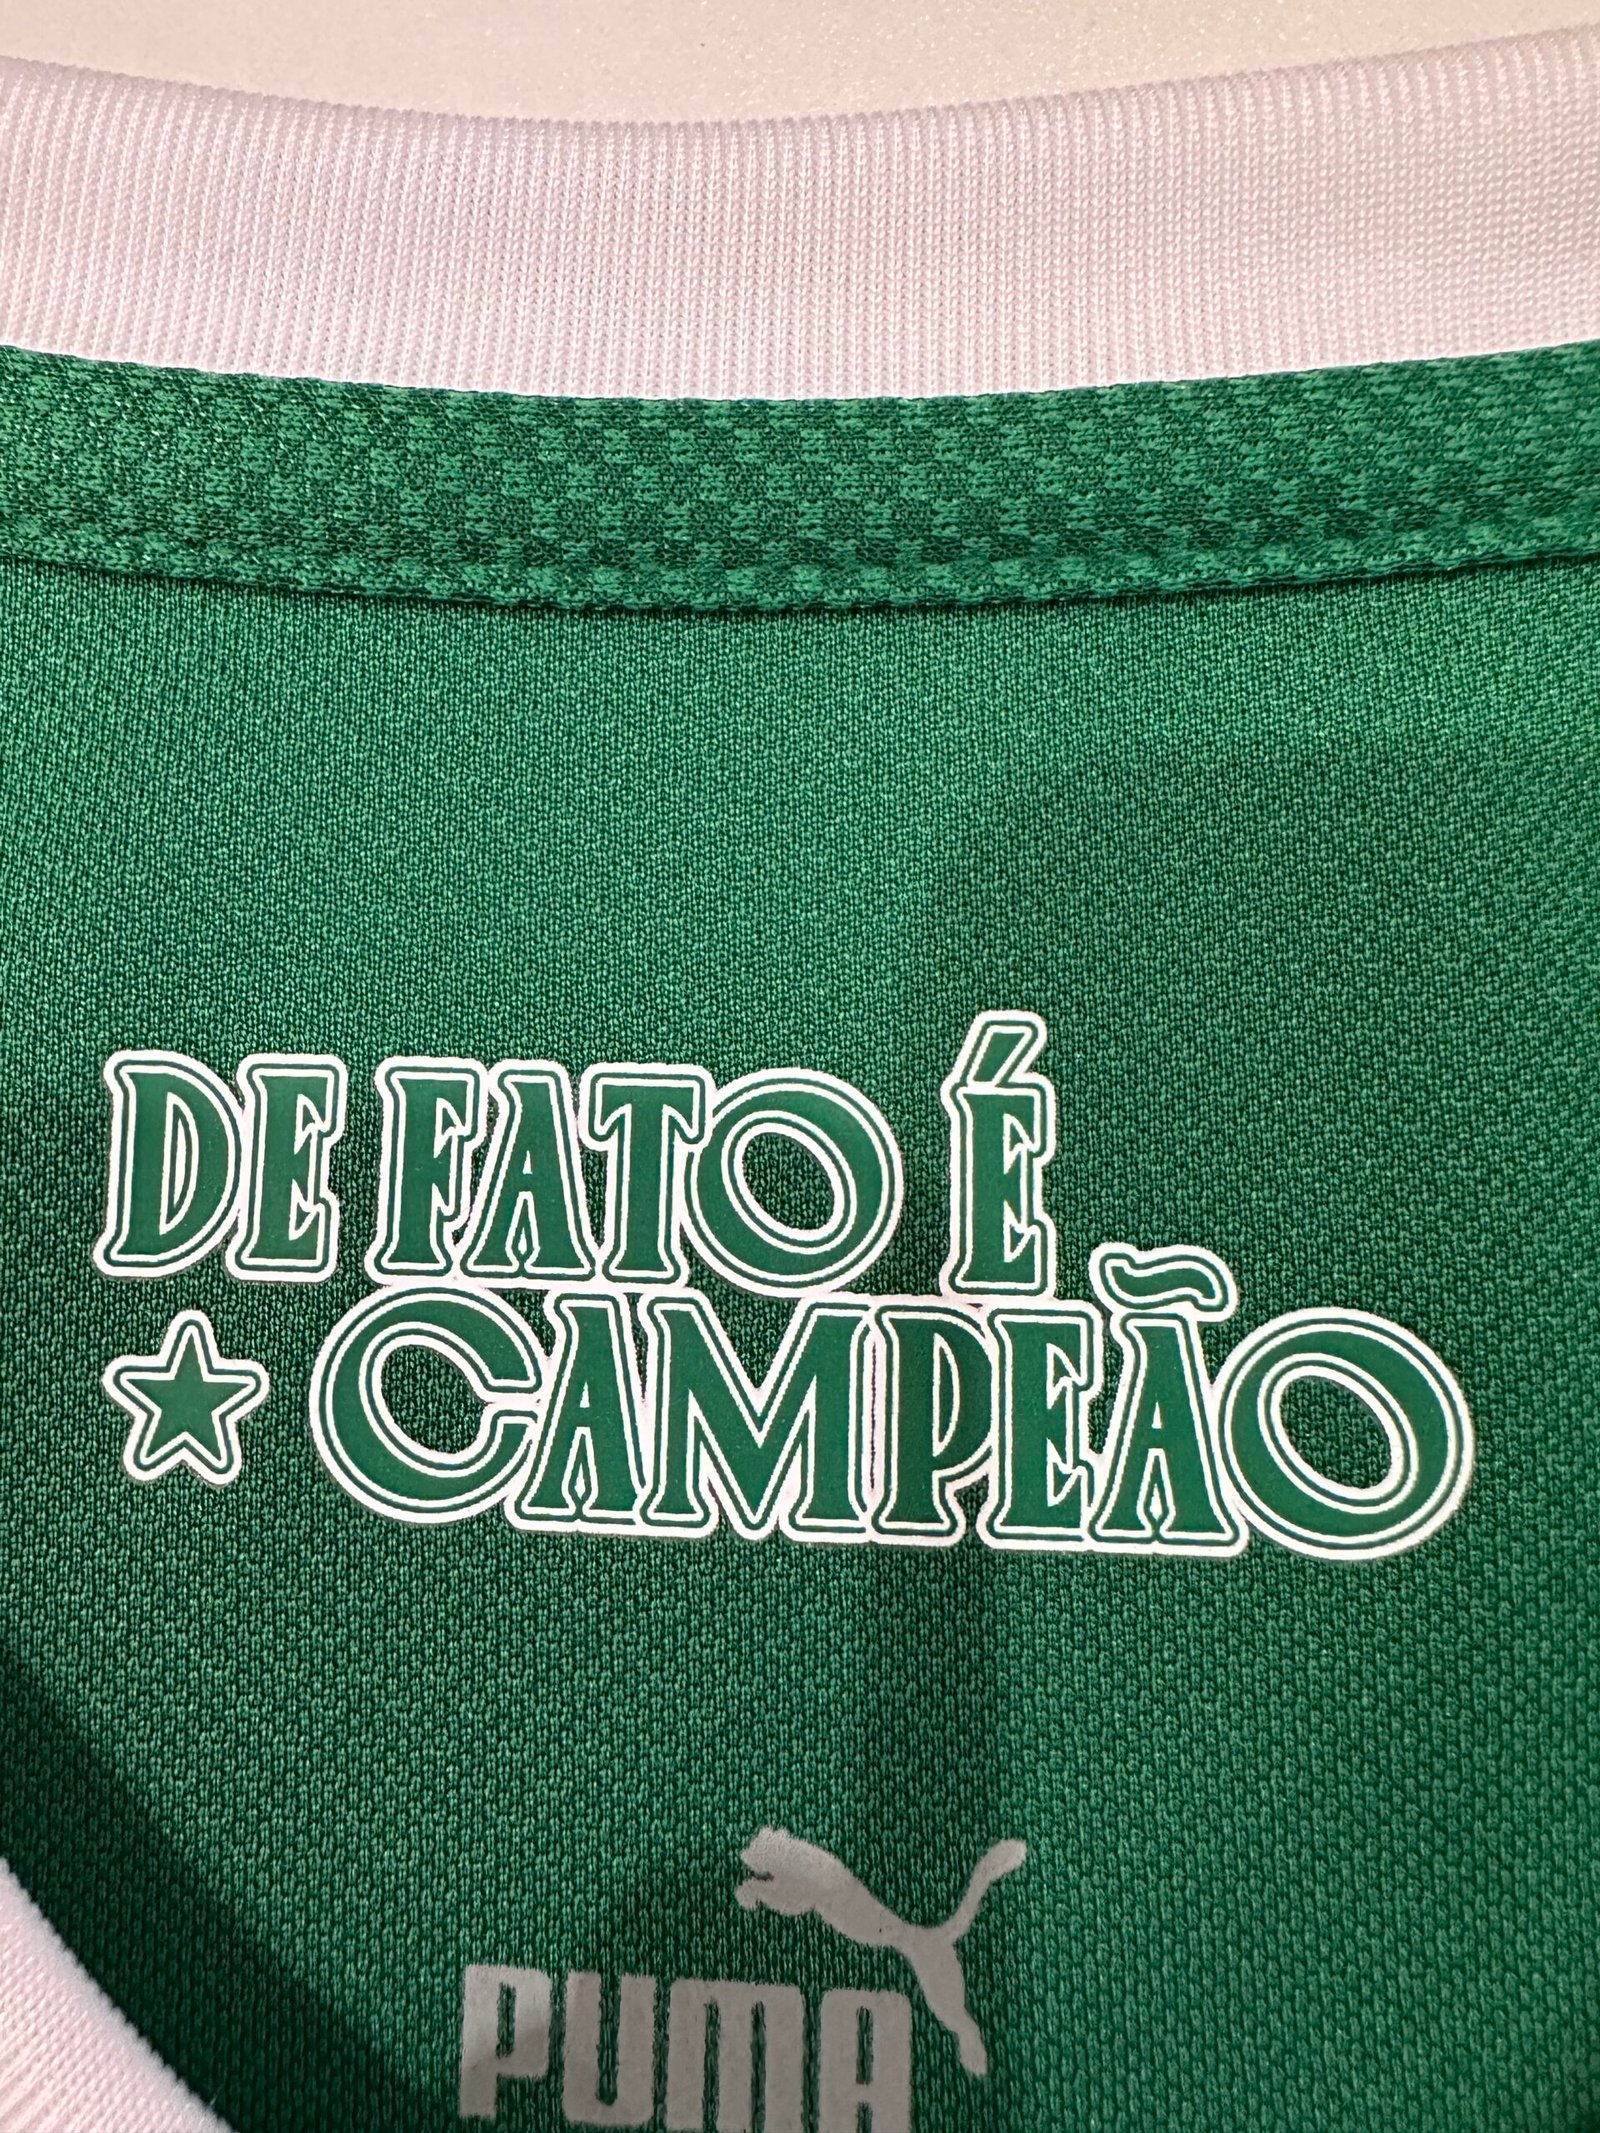 DE FATO É
CAMPEÃO
PUMA